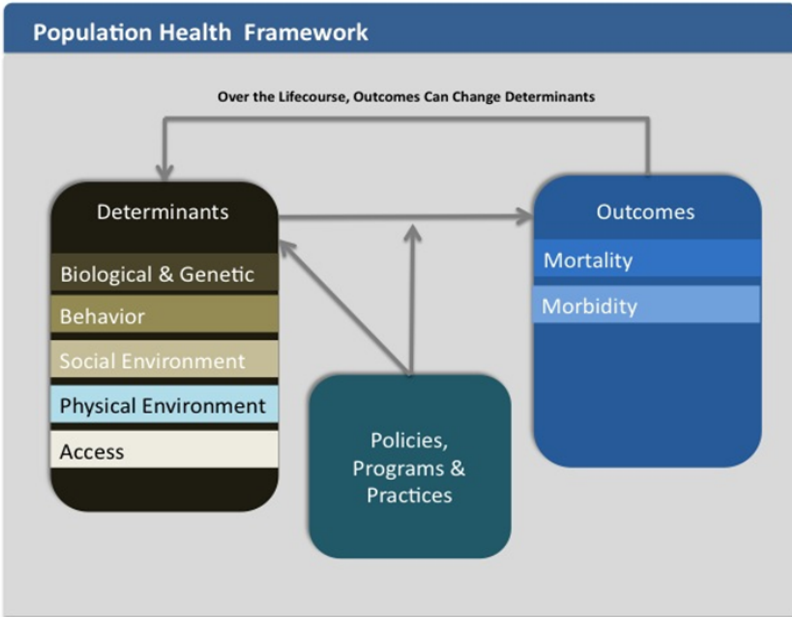 Population Health Framework
Over the Lifecourse, Outcomes Can Change Determinants
Determinants
Biological & Genetic
Behavior
Social Environment
Physical Environment
Access
Policies,
Programs &
Practices
Outcomes
Mortality
Morbidity